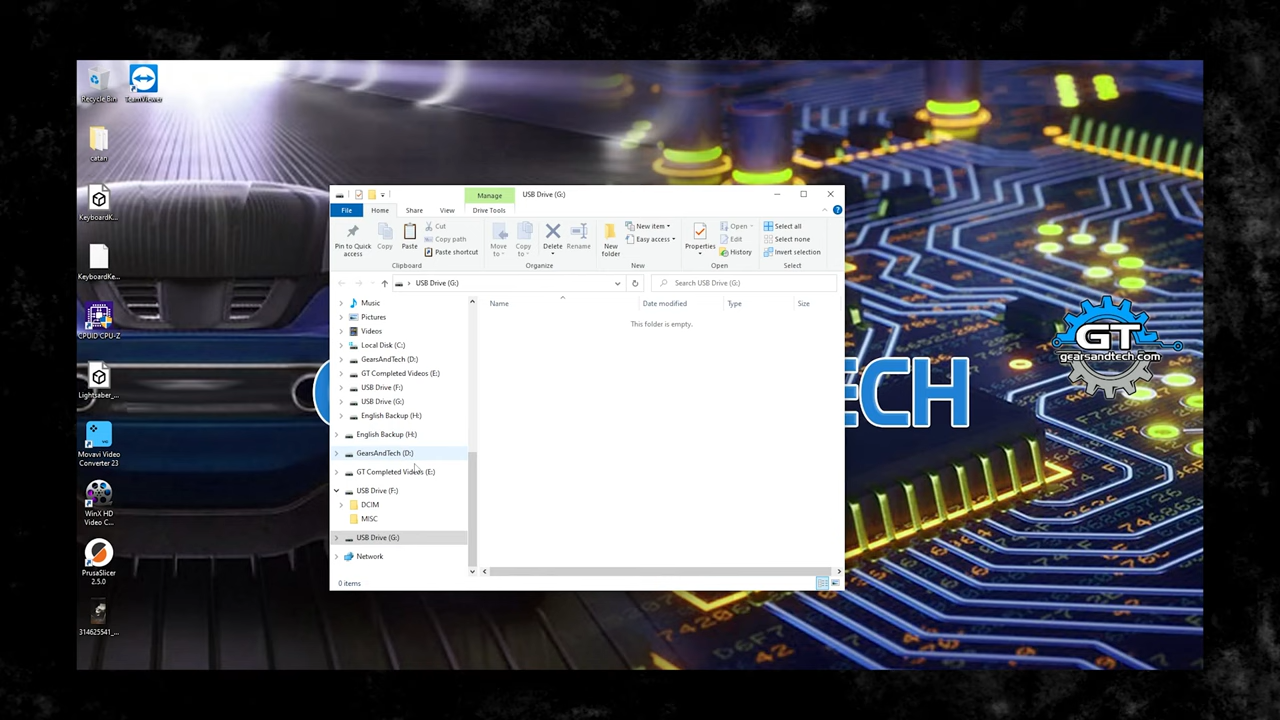 Recycle Bin
TeamViewer
catan
KeyboardK...
KeyboardKe...
CPUID CPU-Z
Lightsaber_...
Movavi Video
Converter 23
WinX HD
Video C...
PrusaSlicer
2.5.0
314625541_...
Manage
USB Drive (G:)
File
Home
Share
View
Drive Tools
Pin to Quick
access
Copy
Paste
Cut
Copy path
Paste shortcut
Clipboard
Move
to
Copy
to
Delete
Rename
Organize
New
folder
New item
Easy access
New
Properties
Open
Edit
History
Open
Select all
Select none
Invert selection
Select
USB Drive (G:)
Search USB Drive (G:)
Music
Pictures
Videos
Local Disk (C:)
GearsAndTech (D:)
GT Completed Videos (E:)
USB Drive (F:)
USB Drive (G:)
English Backup (H:)
English Backup (H:)
GearsAndTech (D:)
GT Completed Videos (E:)
USB Drive (F:)
DCIM
MISC
USB Drive (G:)
Network
Name
Date modified
Type
Size
This folder is empty.
0 items
ECH
GT
gearsandtech.com